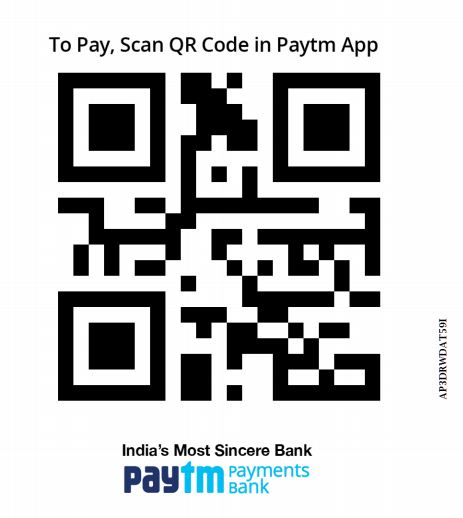 To Pay, Scan QR Code in Paytm App
AP3DRWDAT59I
India's Most Sincere Bank
paytm payments
bank